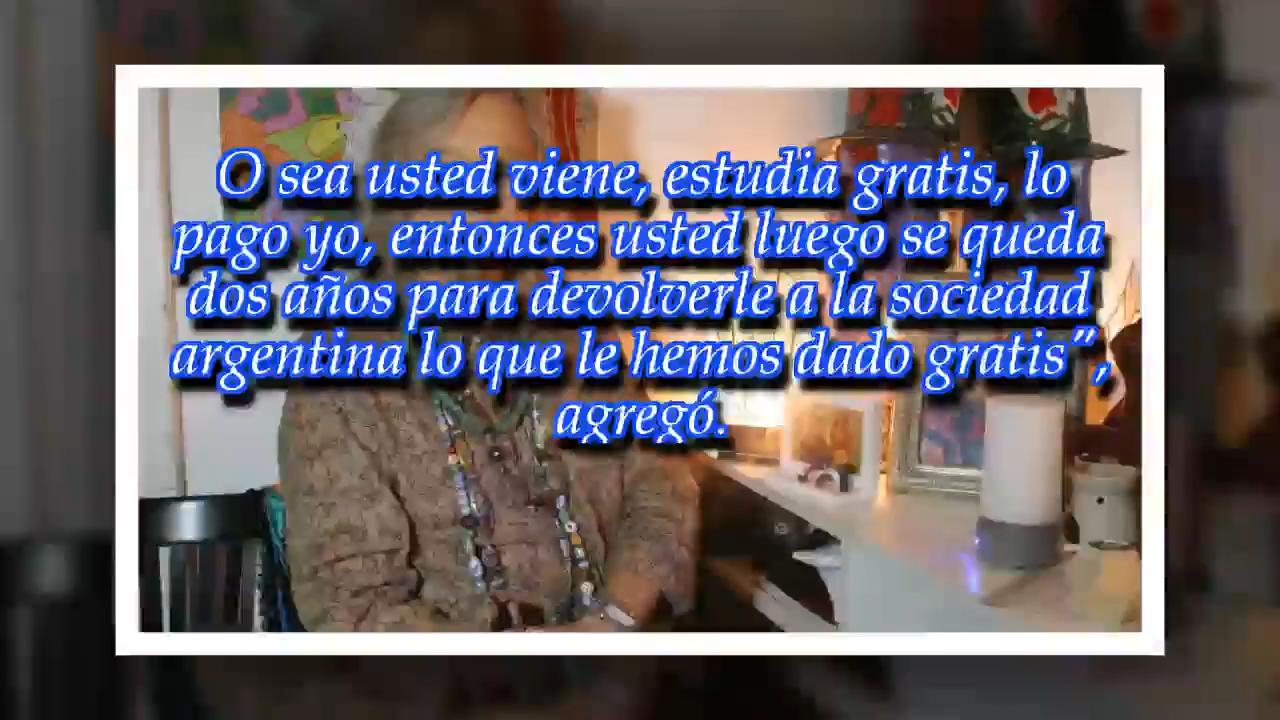 O sea usted viene, estudia gratis, lo
pago yo, entonces usted luego se queda
dos años para devolverle a la sociedad
argentina lo que le hemos dado gratis”,
agregó.